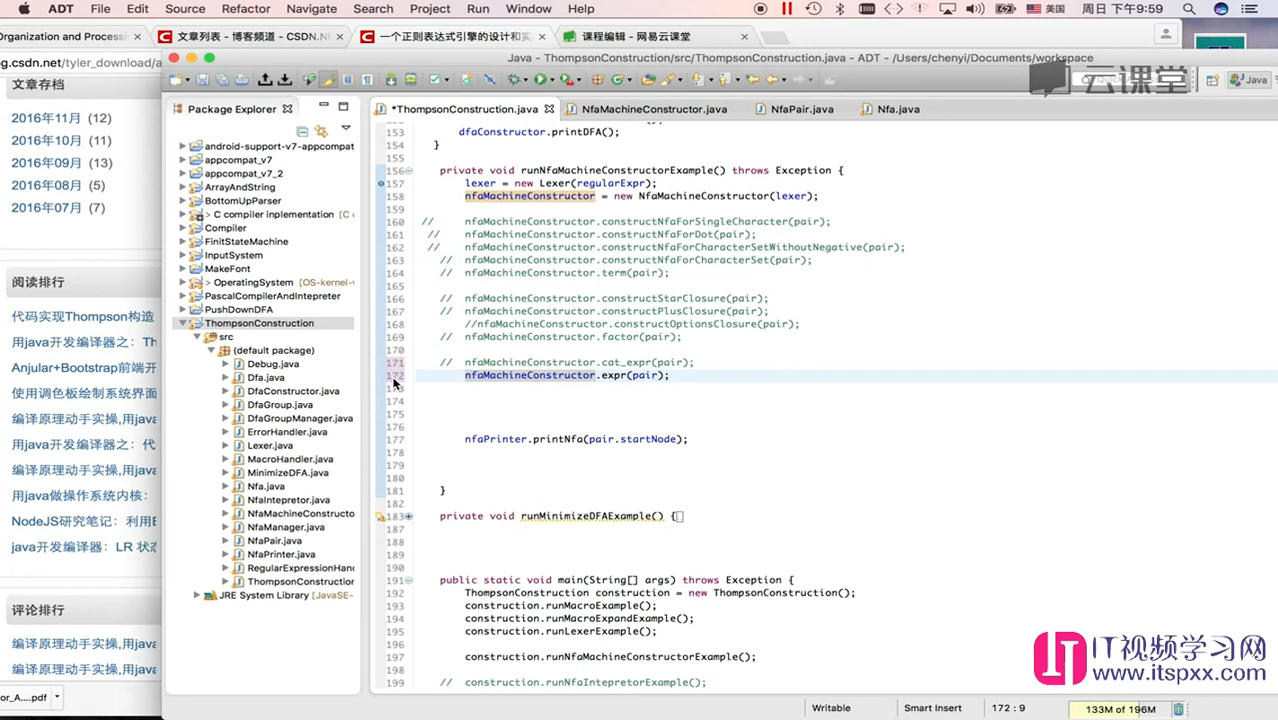 ADT File Edit Source Refactor Navigate Search Project Run Window Help 美国 周日下午9:59
Organization and Process 文章列表 - 博客频道 - CSDN.NE 一个正则表达式引擎的设计和实 课程编辑 - 网易云课堂
og.csdn.net/tyler_download/a
Java - ThompsonConstruction/src/ThompsonConstruction.java - ADT - /Users/chenyi/Documents/workspace
云课堂
Java
文章存档
2016年11月 (12)
2016年10月 (11)
2016年09月 (13)
2016年08月 (5)
2016年07月 (7)
阅读排行
代码实现Thompson构造
用java开发编译器之：Th
Anjular+Bootstrap前端开
使用调色板绘制系统界面
编译原理动手实操,用java
用java开发编译器之：代
编译原理动手实操,用java
用java做操作系统内核：
NodeJS研究笔记：利用E
java开发编译器：LR 状态
评论排行
编译原理动手实操,用java
编译原理动手实操,用java
or_A....pdf
Package Explorer
android-support-v7-appcompat
appcompat_v7
appcompat_v7_2
ArrayAndString
BottomUpParser
> C compiler inplementation [C c
Compiler
FinitStateMachine
InputSystem
MakeFont
> OperatingSystem [OS-kernel-
PascalCompilerAndIntepreter
PushDownDFA
ThompsonConstruction
src
(default package)
Debug.java
Dfa.java
DfaConstructor.java
DfaGroup.java
DfaGroupManager.java
ErrorHandler.java
Lexer.java
MacroHandler.java
MinimizeDFA.java
Nfa.java
NfaIntepretor.java
NfaMachineConstructo
NfaManager.java
NfaPair.java
NfaPrinter.java
RegularExpressionHan
ThompsonConstruction
JRE System Library [JavaSE-
*ThompsonConstruction.java NfaMachineConstructor.java NfaPair.java Nfa.java
153 dfaConstructor.printDFA();
154 }
155
156 private void runNfaMachineConstructorExample() throws Exception {
157 lexer = new Lexer(regularExpr);
158 nfaMachineConstructor = new NfaMachineConstructor(lexer);
159
160 // nfaMachineConstructor.constructNfaForSingleCharacter(pair);
161 // nfaMachineConstructor.constructNfaForDot(pair);
162 // nfaMachineConstructor.constructNfaForCharacterSetWithoutNegative(pair);
163 // nfaMachineConstructor.constructNfaForCharacterSet(pair);
164 // nfaMachineConstructor.term(pair);
165
166 // nfaMachineConstructor.constructStarClosure(pair);
167 // nfaMachineConstructor.constructPlusClosure(pair);
168 //nfaMachineConstructor.constructOptionsClosure(pair);
169 // nfaMachineConstructor.factor(pair);
170
171 // nfaMachineConstructor.cat_expr(pair);
172 nfaMachineConstructor.expr(pair);
173
174
175
176
177 nfaPrinter.printNfa(pair.startNode);
178
179
180
181 }
182
183 private void runMinimizeDFAExample() {
187
188
189
190
191 public static void main(String[] args) throws Exception {
192 ThompsonConstruction construction = new ThompsonConstruction();
193 construction.runMacroExample();
194 construction.runMacroExpandExample();
195 construction.runLexerExample();
196
197 construction.runNfaMachineConstructorExample();
198
199 // construction.runNfaIntepretorExample();
IT视频学习网
www.itspxx.com
Writable Smart Insert 172 : 9 133M of 196M